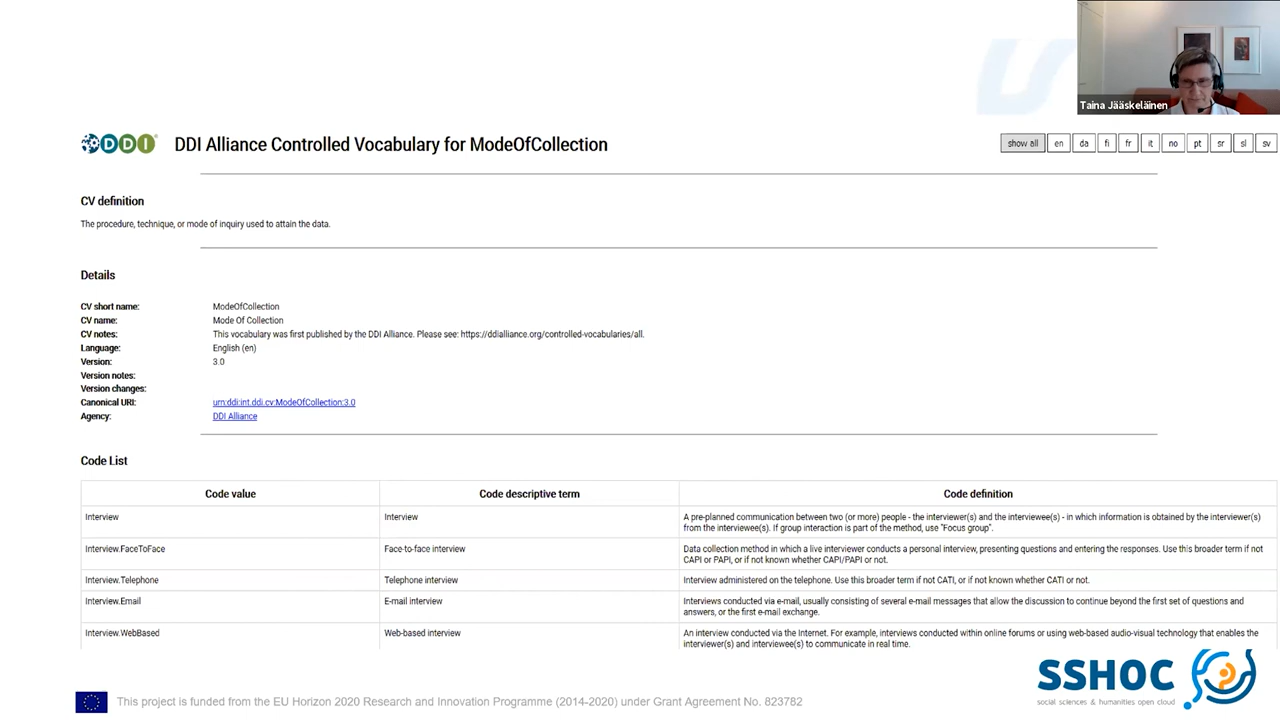 Taina Jääskeläinen
DDI
DDI Alliance Controlled Vocabulary for ModeOfCollection
show all en da fi fr it no pt sr sl sv
CV definition
The procedure, technique, or mode of inquiry used to attain the data.
Details
CV short name: ModeOfCollection
CV name: Mode Of Collection
CV notes: This vocabulary was first published by the DDI Alliance. Please see: https://ddialliance.org/controlled-vocabularies/all.
Language: English (en)
Version: 3.0
Version notes:
Version changes:
Canonical URI: urn:ddi:int.ddi.cv:ModeOfCollection:3.0
Agency: DDI Alliance
Code List
Code value Code descriptive term Code definition
Interview Interview A pre-planned communication between two (or more) people - the interviewer(s) and the interviewee(s) - in which information is obtained by the interviewer(s)
from the interviewee(s). If group interaction is part of the method, use "Focus group".
Interview.FaceToFace Face-to-face interview Data collection method in which a live interviewer conducts a personal interview, presenting questions and entering the responses. Use this broader term if not
CAPI or PAPI, or if not known whether CAPI/PAPI or not.
Interview.Telephone Telephone interview Interview administered on the telephone. Use this broader term if not CATI, or if not known whether CATI or not.
Interview.Email E-mail interview Interviews conducted via e-mail, usually consisting of several e-mail messages that allow the discussion to continue beyond the first set of questions and
answers, or the first e-mail exchange.
Interview.WebBased Web-based interview An interview conducted via the Internet. For example, interviews conducted within online forums or using web-based audio-visual technology that enables the
interviewer(s) and interviewee(s) to communicate in real time.
SSHOC
social sciences & humanities open cloud
This project is funded from the EU Horizon 2020 Research and Innovation Programme (2014-2020) under Grant Agreement No. 823782